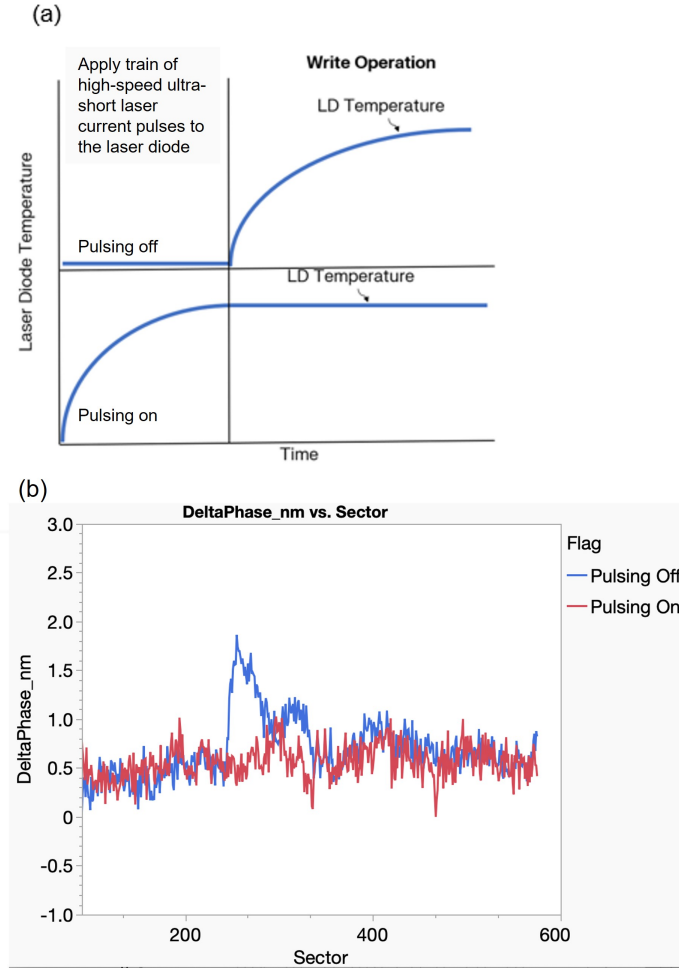 (a)
Apply train of
high-speed ultra-
short laser
current pulses to
the laser diode
Write Operation
LD Temperature
Laser Diode Temperature
Pulsing off
LD Temperature
Pulsing on
Time
(b)
DeltaPhase_nm vs. Sector
3.0
2.5
2.0
1.5
1.0
0.5
0
-0.5
-1.0
DeltaPhase_nm
Flag
Pulsing Off
Pulsing On
200
400
600
Sector